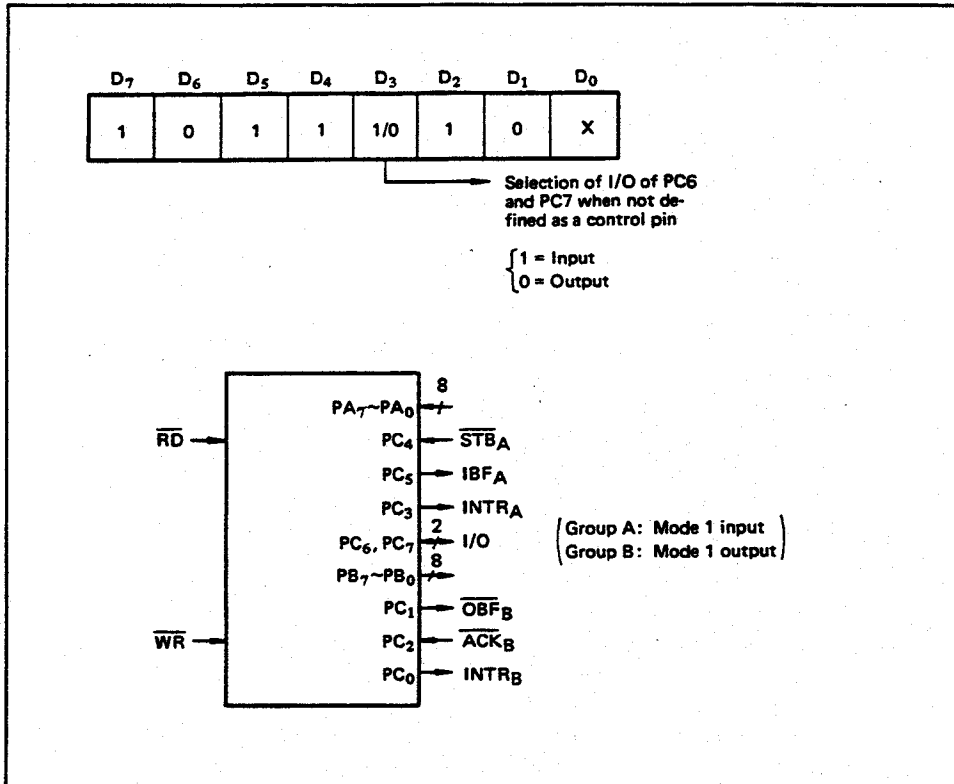 D7 D6 D5 D4 D3 D2 D1 D0
1 0 1 1 1/0 1 0 X
Selection of I/O of PC6
and PC7 when not de-
fined as a control pin
1 = Input
0 = Output
8
PA7~PA0
RD PC4 STBA
PC5 IBFA
PC3 INTRA
2
PC6, PC7 I/O
(Group A: Mode 1 input
Group B: Mode 1 output)
8
PB7~PB0
PC1 OBFB
WR PC2 ACKB
PC0 INTRB